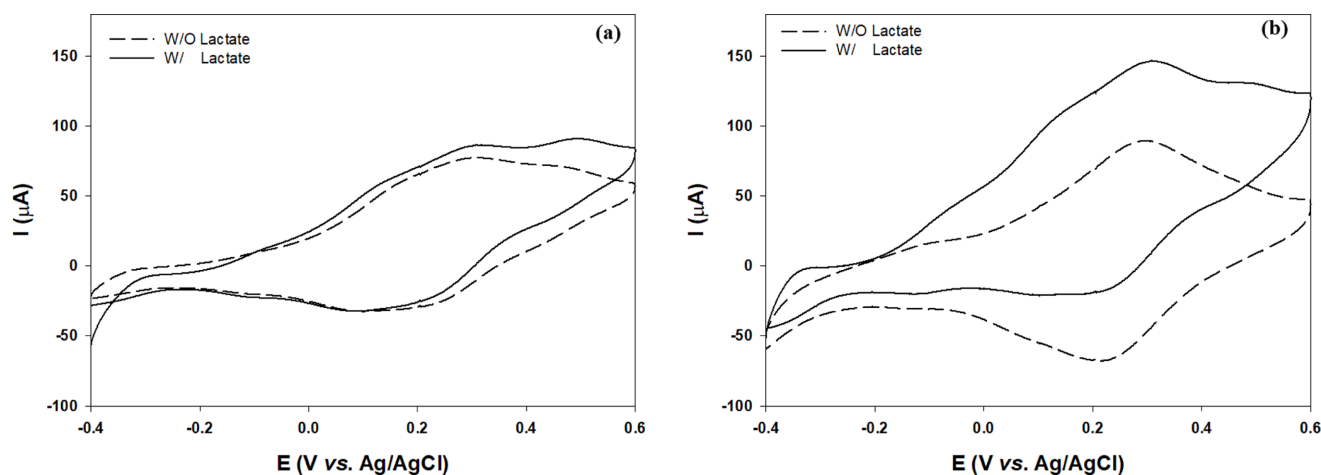 (a)
W/O Lactate
W/ Lactate
150
100
50
0
-50
-100
I (μA)
-0.4 -0.2 0.0 0.2 0.4 0.6
E (V vs. Ag/AgCl)
(b)
W/O Lactate
W/ Lactate
150
100
50
0
-50
-100
I (μA)
-0.4 -0.2 0.0 0.2 0.4 0.6
E (V vs. Ag/AgCl)